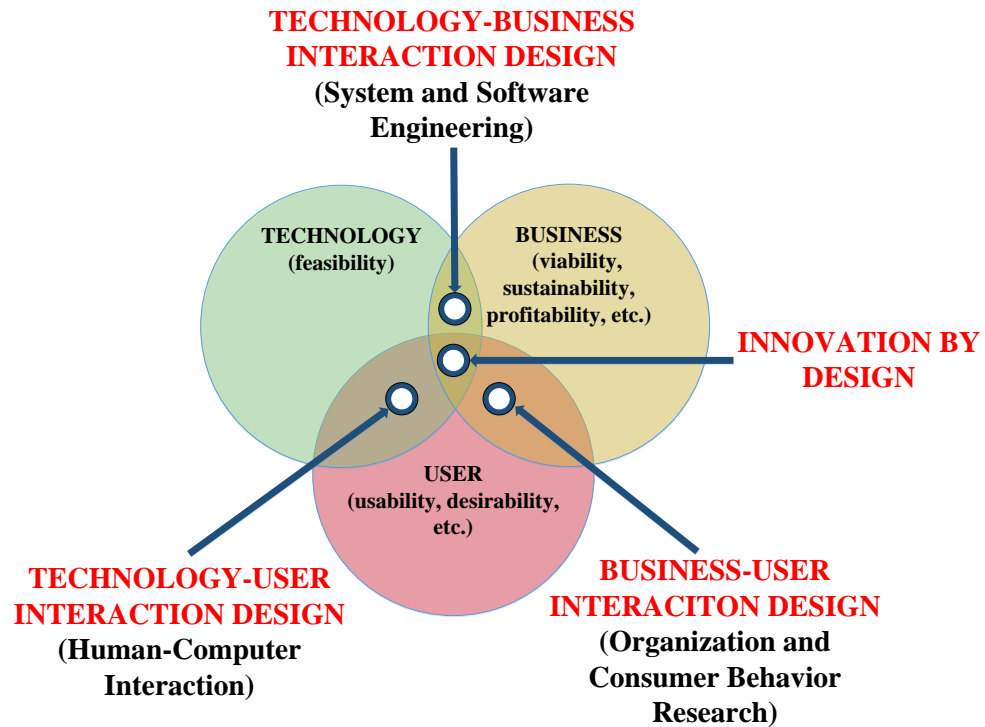 TECHNOLOGY-BUSINESS
INTERACTION DESIGN
(System and Software
Engineering)
TECHNOLOGY
(feasibility)
BUSINESS
(viability,
sustainability,
profitability, etc.)
INNOVATION BY
DESIGN
USER
(usability, desirability,
etc.)
TECHNOLOGY-USER
INTERACTION DESIGN
(Human-Computer
Interaction)
BUSINESS-USER
INTERACITON DESIGN
(Organization and
Consumer Behavior
Research)